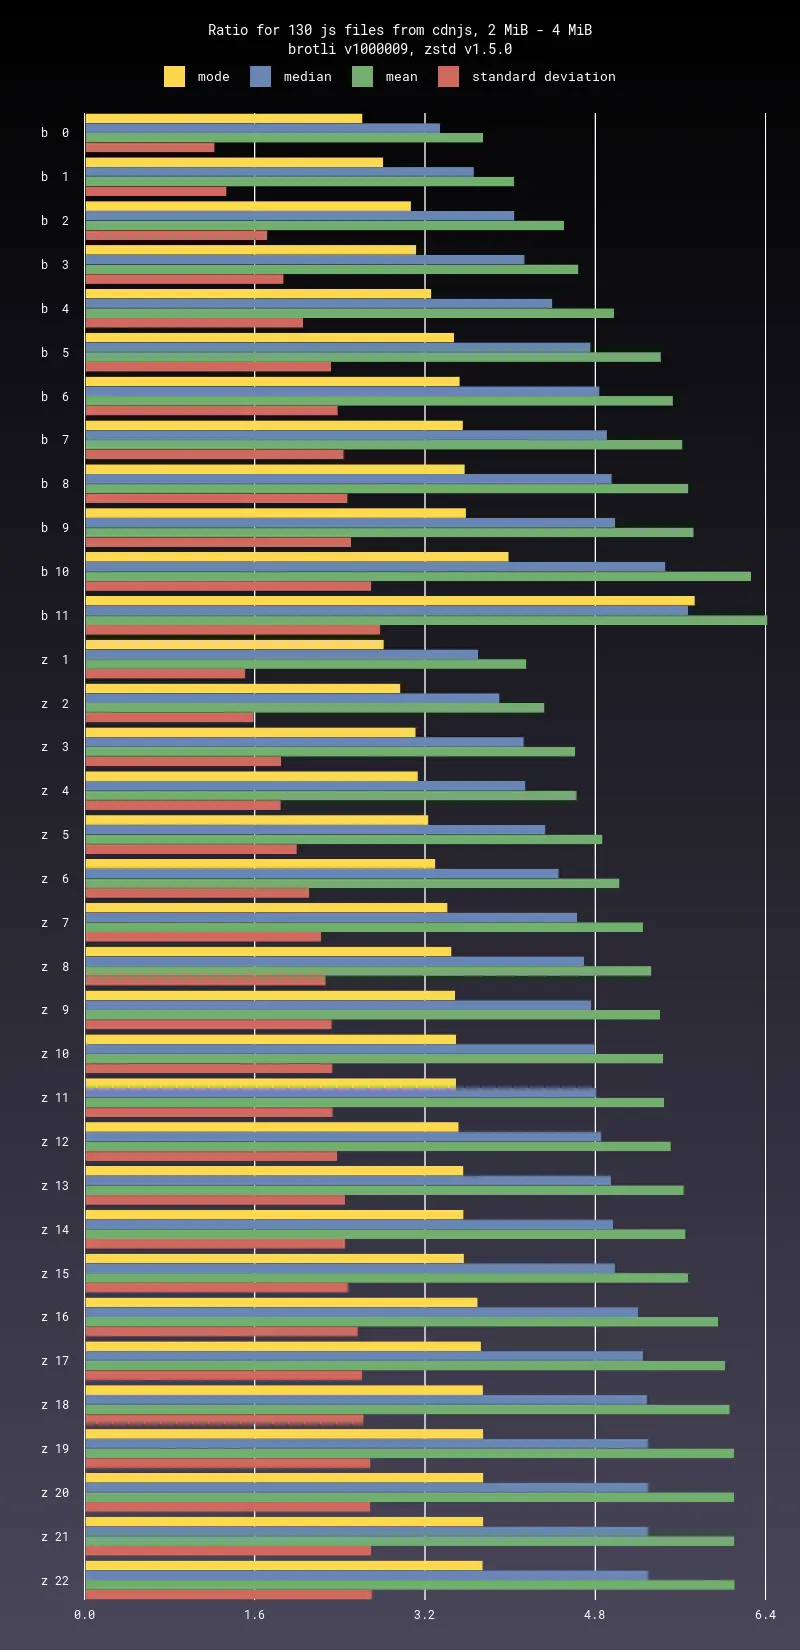 Ratio for 130 js files from cdnjs, 2 MiB - 4 MiB
brotli v1000009, zstd v1.5.0
mode median mean standard deviation
b 0
b 1
b 2
b 3
b 4
b 5
b 6
b 7
b 8
b 9
b 10
b 11
z 1
z 2
z 3
z 4
z 5
z 6
z 7
z 8
z 9
z 10
z 11
z 12
z 13
z 14
z 15
z 16
z 17
z 18
z 19
z 20
z 21
z 22
0.0 1.6 3.2 4.8 6.4